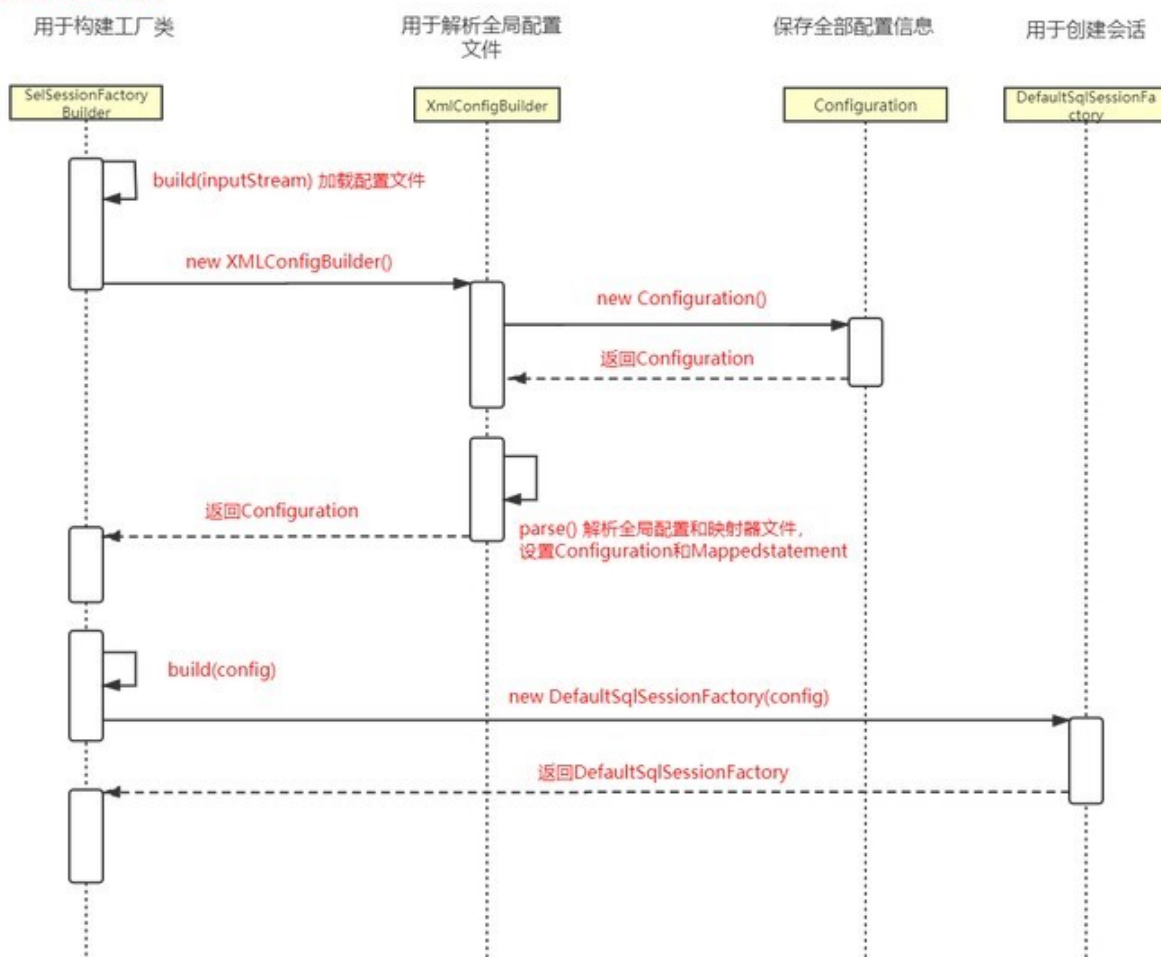 用于构建工厂类
用于解析全局配置
文件
保存全部配置信息
用于创建会话
SelSessionFactory
Builder
XmlConfigBuilder
Configuration
DefaultSqlSessionFa
ctory
build(inputStream) 加载配置文件
new XMLConfigBuilder()
new Configuration()
返回Configuration
返回Configuration
parse() 解析全局配置和映射器文件,
设置Configuration和Mappedstatement
build(config)
new DefaultSqlSessionFactory(config)
返回DefaultSqlSessionFactory